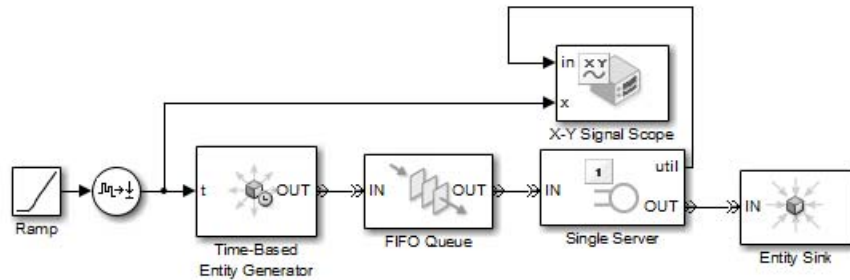 XY
in
x
X-Y Signal Scope
util
1
t
OUT
IN
OUT
IN
OUT
IN
Ramp
Time-Based
Entity Generator
FIFO Queue
Single Server
Entity Sink